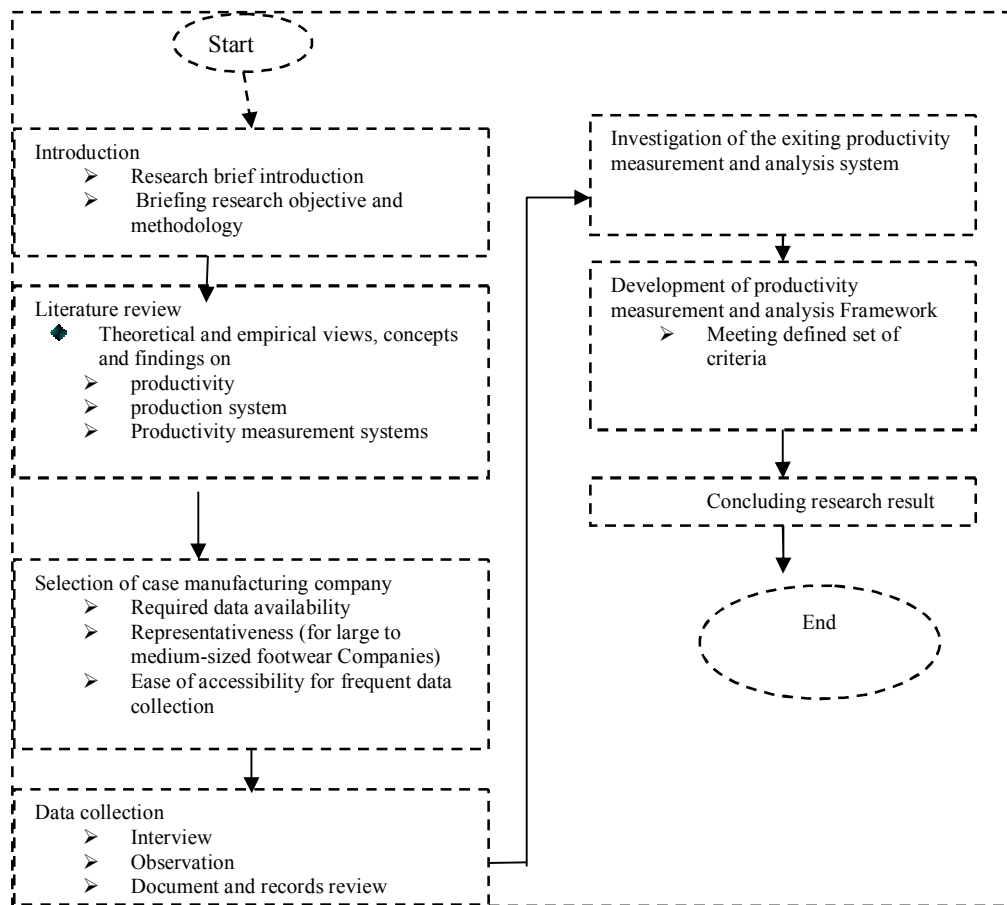 Start
Introduction
➢ Research brief introduction
➢ Briefing research objective and
methodology
Literature review
◆ Theoretical and empirical views, concepts
and findings on
➢ productivity
➢ production system
➢ Productivity measurement systems
Selection of case manufacturing company
➢ Required data availability
➢ Representativeness (for large to
medium-sized footwear Companies)
➢ Ease of accessibility for frequent data
collection
Data collection
➢ Interview
➢ Observation
➢ Document and records review
Investigation of the exiting productivity
measurement and analysis system
Development of productivity
measurement and analysis Framework
➢ Meeting defined set of
criteria
Concluding research result
End